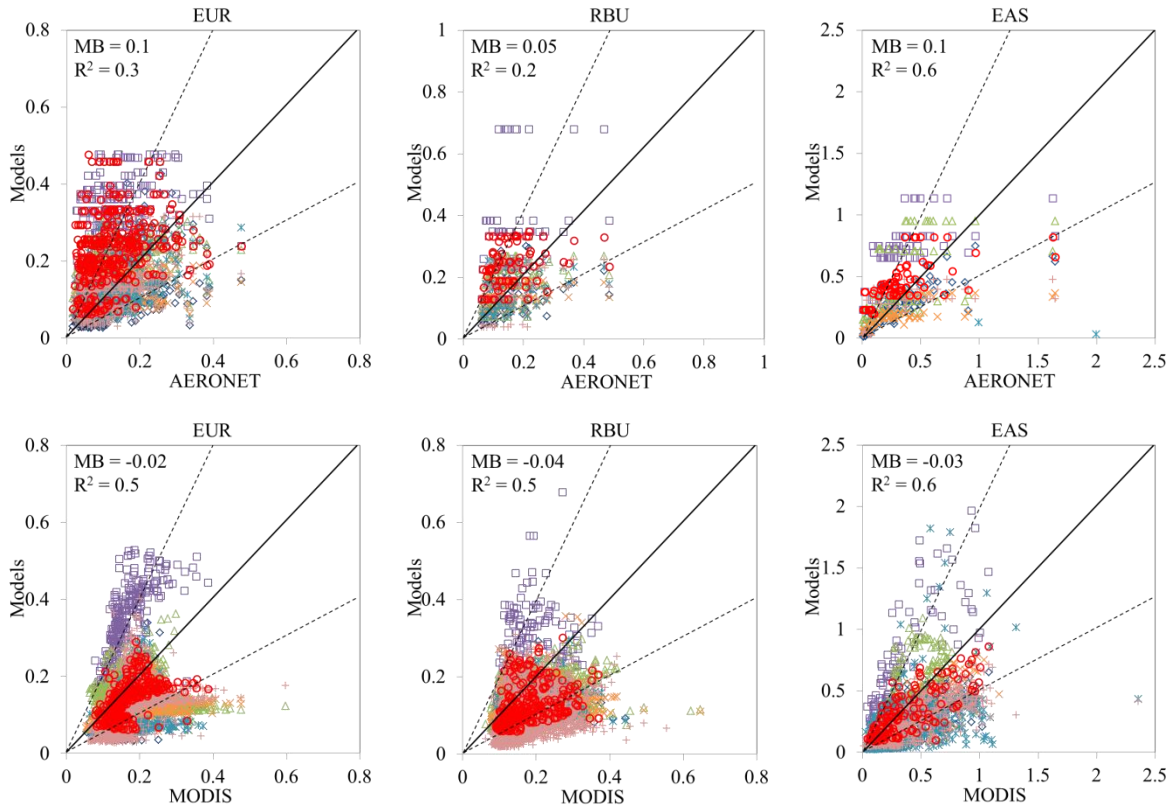 EUR
MB = 0.1
R² = 0.3
0.8
0.6
0.4
0.2
0
Models
0 0.2 0.4 0.6 0.8
AERONET
RBU
MB = 0.05
R² = 0.2
1
0.8
0.6
0.4
0.2
0
Models
0 0.2 0.4 0.6 0.8 1
AERONET
EAS
MB = 0.1
R² = 0.6
2.5
2
1.5
1
0.5
0
Models
0 0.5 1 1.5 2 2.5
AERONET
EUR
MB = -0.02
R² = 0.5
0.8
0.6
0.4
0.2
0
Models
0 0.2 0.4 0.6 0.8
MODIS
RBU
MB = -0.04
R² = 0.5
0.8
0.6
0.4
0.2
0
Models
0 0.2 0.4 0.6 0.8
MODIS
EAS
MB = -0.03
R² = 0.6
2.5
2
1.5
1
0.5
0
Models
0 0.5 1 1.5 2 2.5
MODIS